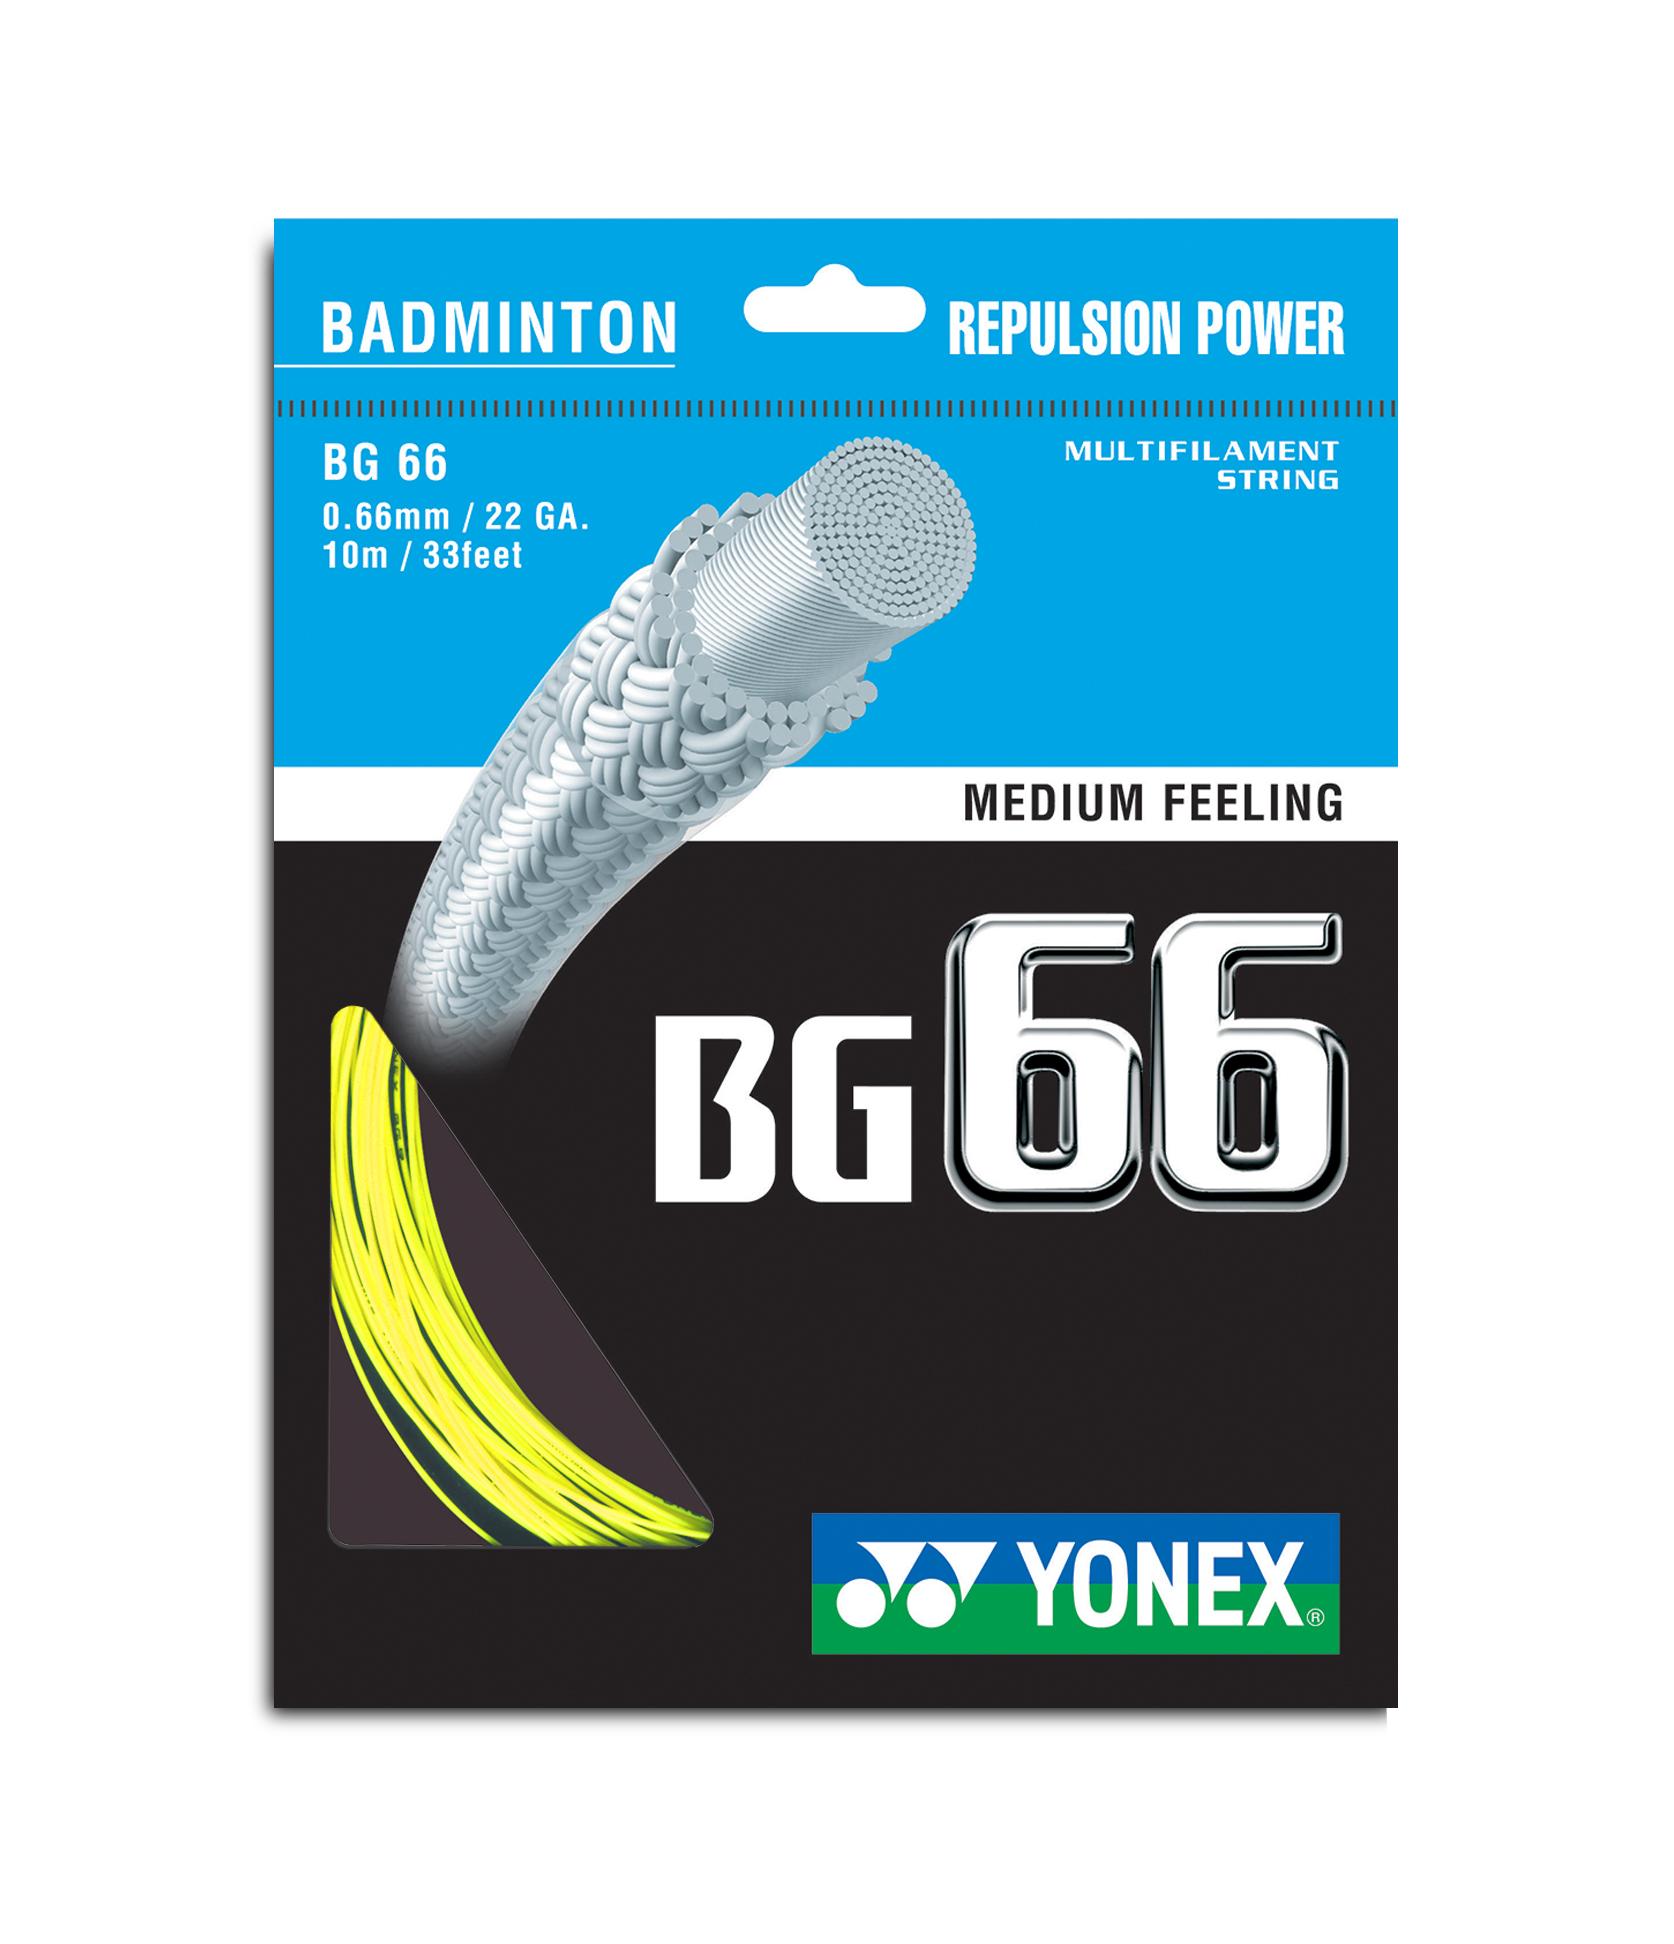 BADMINTON
REPULSION POWER
BG 66
0.66mm / 22 GA.
10m / 33feet
MULTIFILAMENT
STRING
MEDIUM FEELING
BG66
YONEX®